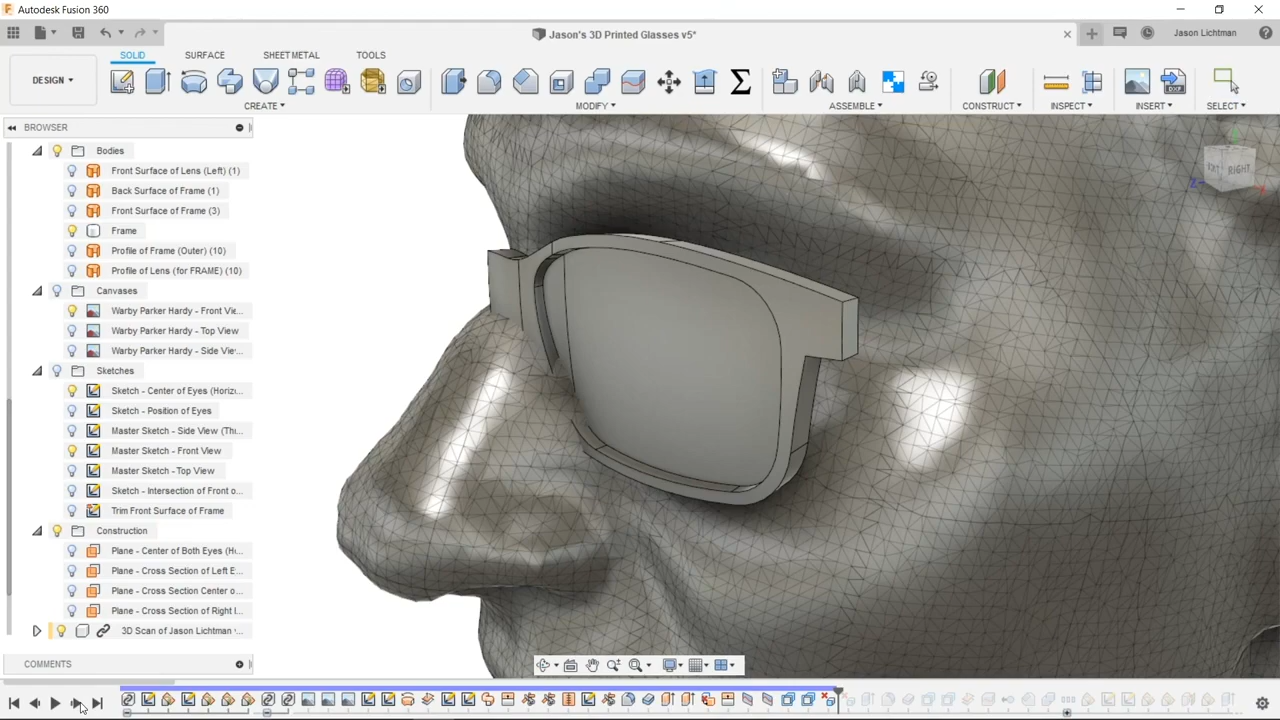 Autodesk Fusion 360
Jason's 3D Printed Glasses v5*
Jason Lichtman
SOLID SURFACE SHEET METAL TOOLS
DESIGN
CREATE MODIFY ASSEMBLE CONSTRUCT INSPECT INSERT SELECT
BROWSER
Bodies
Front Surface of Lens (Left) (1)
Back Surface of Frame (1)
Front Surface of Frame (3)
Frame
Profile of Frame (Outer) (10)
Profile of Lens (for FRAME) (10)
Canvases
Warby Parker Hardy - Front Vie...
Warby Parker Hardy - Top View
Warby Parker Hardy - Side View...
Sketches
Sketch - Center of Eyes (Horiz...
Sketch - Position of Eyes
Master Sketch - Side View (Thi...
Master Sketch - Front View
Master Sketch - Top View
Sketch - Intersection of Front o...
Trim Front Surface of Frame
Construction
Plane - Center of Both Eyes (Ho...
Plane - Cross Section of Left E...
Plane - Cross Section Center o...
Plane - Cross Section of Right I...
3D Scan of Jason Lichtman v...
COMMENTS
RIGHT
Z
DXF